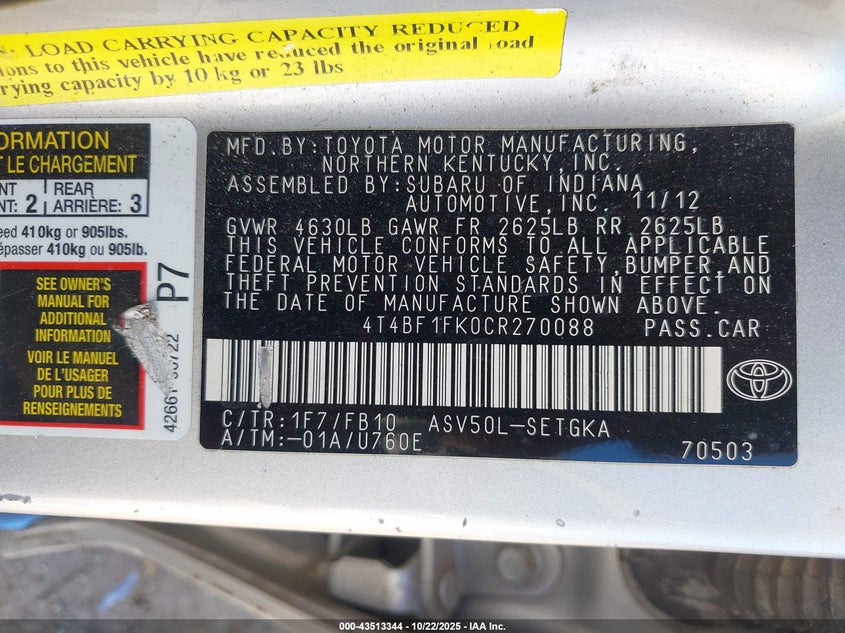 N: LOAD CARRYING CAPACITY REDUCED
ions to this vehicle have reduced the original load
rrying capacity by 10 kg or 23 lbs
ORMATION
T LE CHARGEMENT
NT
NT: 2
REAR
ARRIÈRE: 3
eed 410kg or 905lbs.
épasser 410kg ou 905lb.
SEE OWNER'S
MANUAL FOR
ADDITIONAL
INFORMATION
VOIR LE MANUEL
DE L'USAGER
POUR PLUS DE
RENSEIGNEMENTS
P7
MFD.BY:TOYOTA MOTOR MANUFACTURING,
NORTHERN KENTUCKY,INC.
ASSEMBLED BY:SUBARU OF INDIANA
AUTOMOTIVE,INC. 11/12
GVWR 4630LB GAWR FR 2625LB RR 2625LB
THIS VEHICLE CONFORMS TO ALL APPLICABLE
FEDERAL MOTOR VEHICLE SAFETY,BUMPER,AND
THEFT PREVENTION STANDARDS IN EFFECT ON
THE DATE OF MANUFACTURE SHOWN ABOVE.
4T4BF1FK0CR270088 PASS.CAR
C/TR:1F7/FB10 ASV50L-SETGKA
A/TM:-01A/U760E
70503
TOYOTA
000-43513344 - 10/22/2025 - IAA Inc.